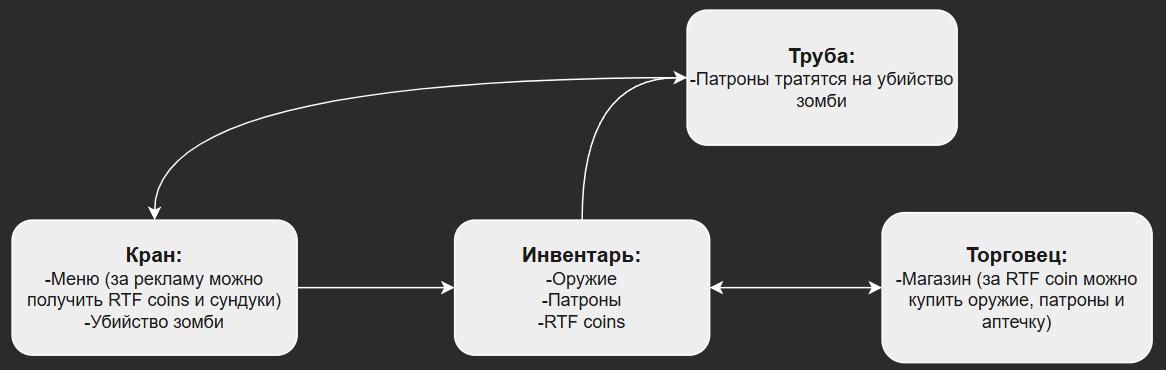 Труба:
-Патроны тратятся на убийство
зомби
Кран:
-Меню (за рекламу можно
получить RTF coins и сундуки)
-Убийство зомби
Инвентарь:
-Оружие
-Патроны
-RTF coins
Торговец:
-Магазин (за RTF coin можно
купить оружие, патроны и
аптечку)